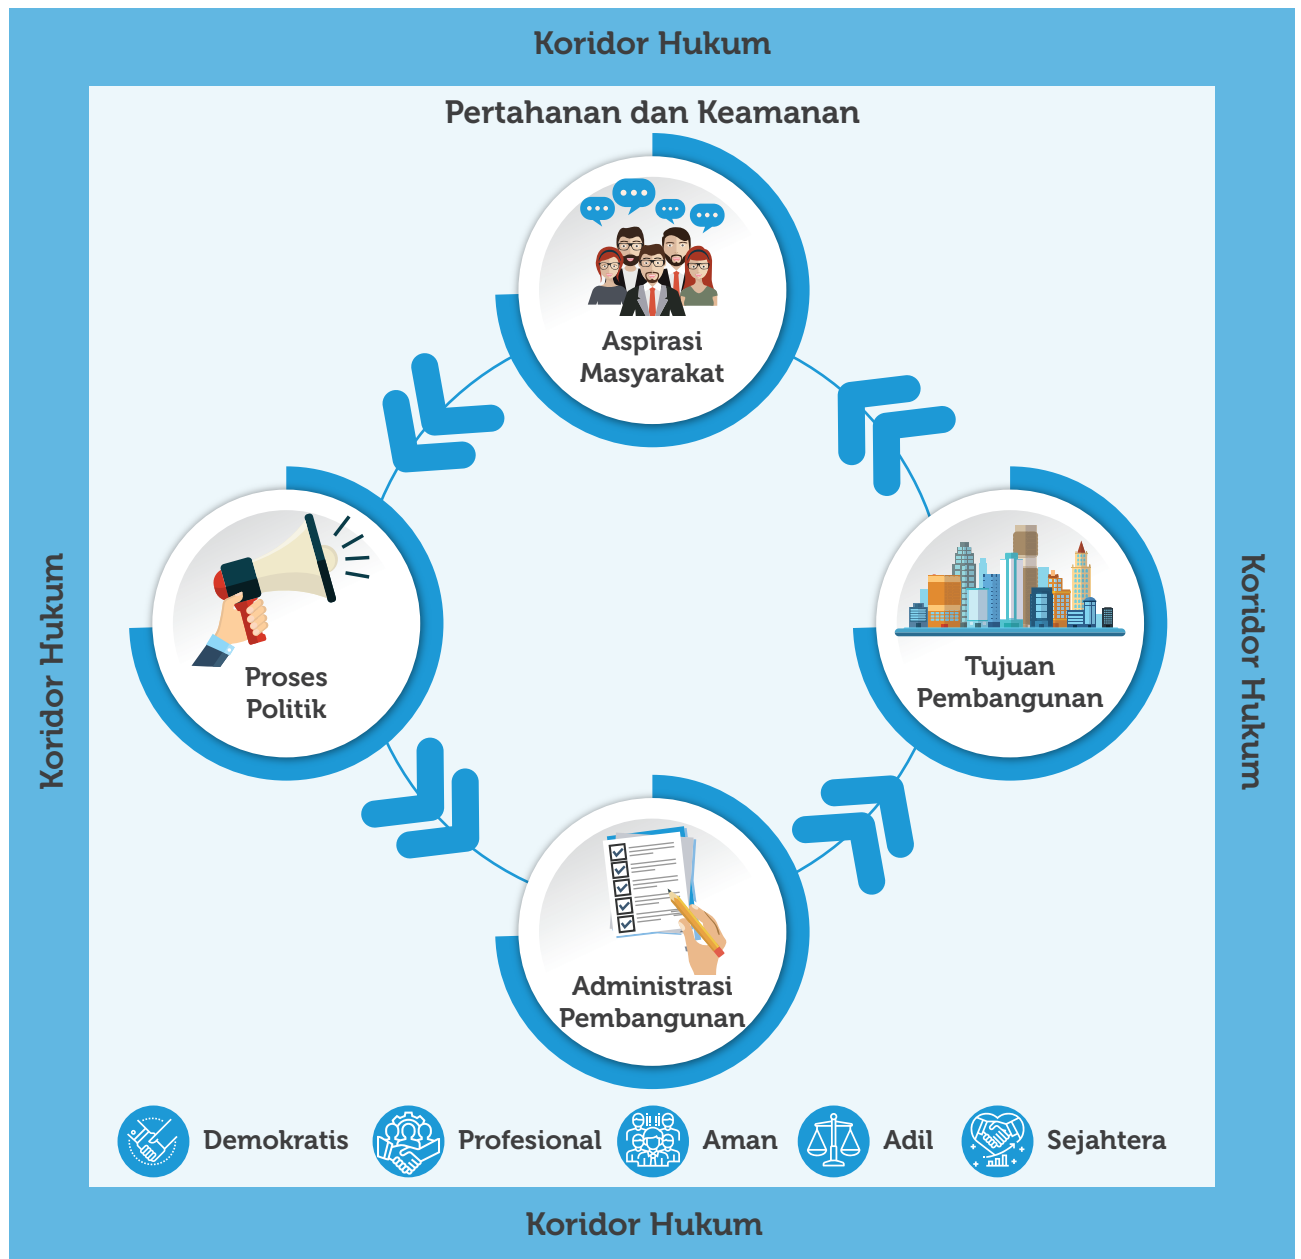 Koridor Hukum
Pertahanan dan Keamanan
Aspirasi
Masyarakat
Koridor Hukum
Proses
Politik
Tujuan
Pembangunan
Koridor Hukum
Administrasi
Pembangunan
Demokratis
Profesional
Aman
Adil
Sejahtera
Koridor Hukum